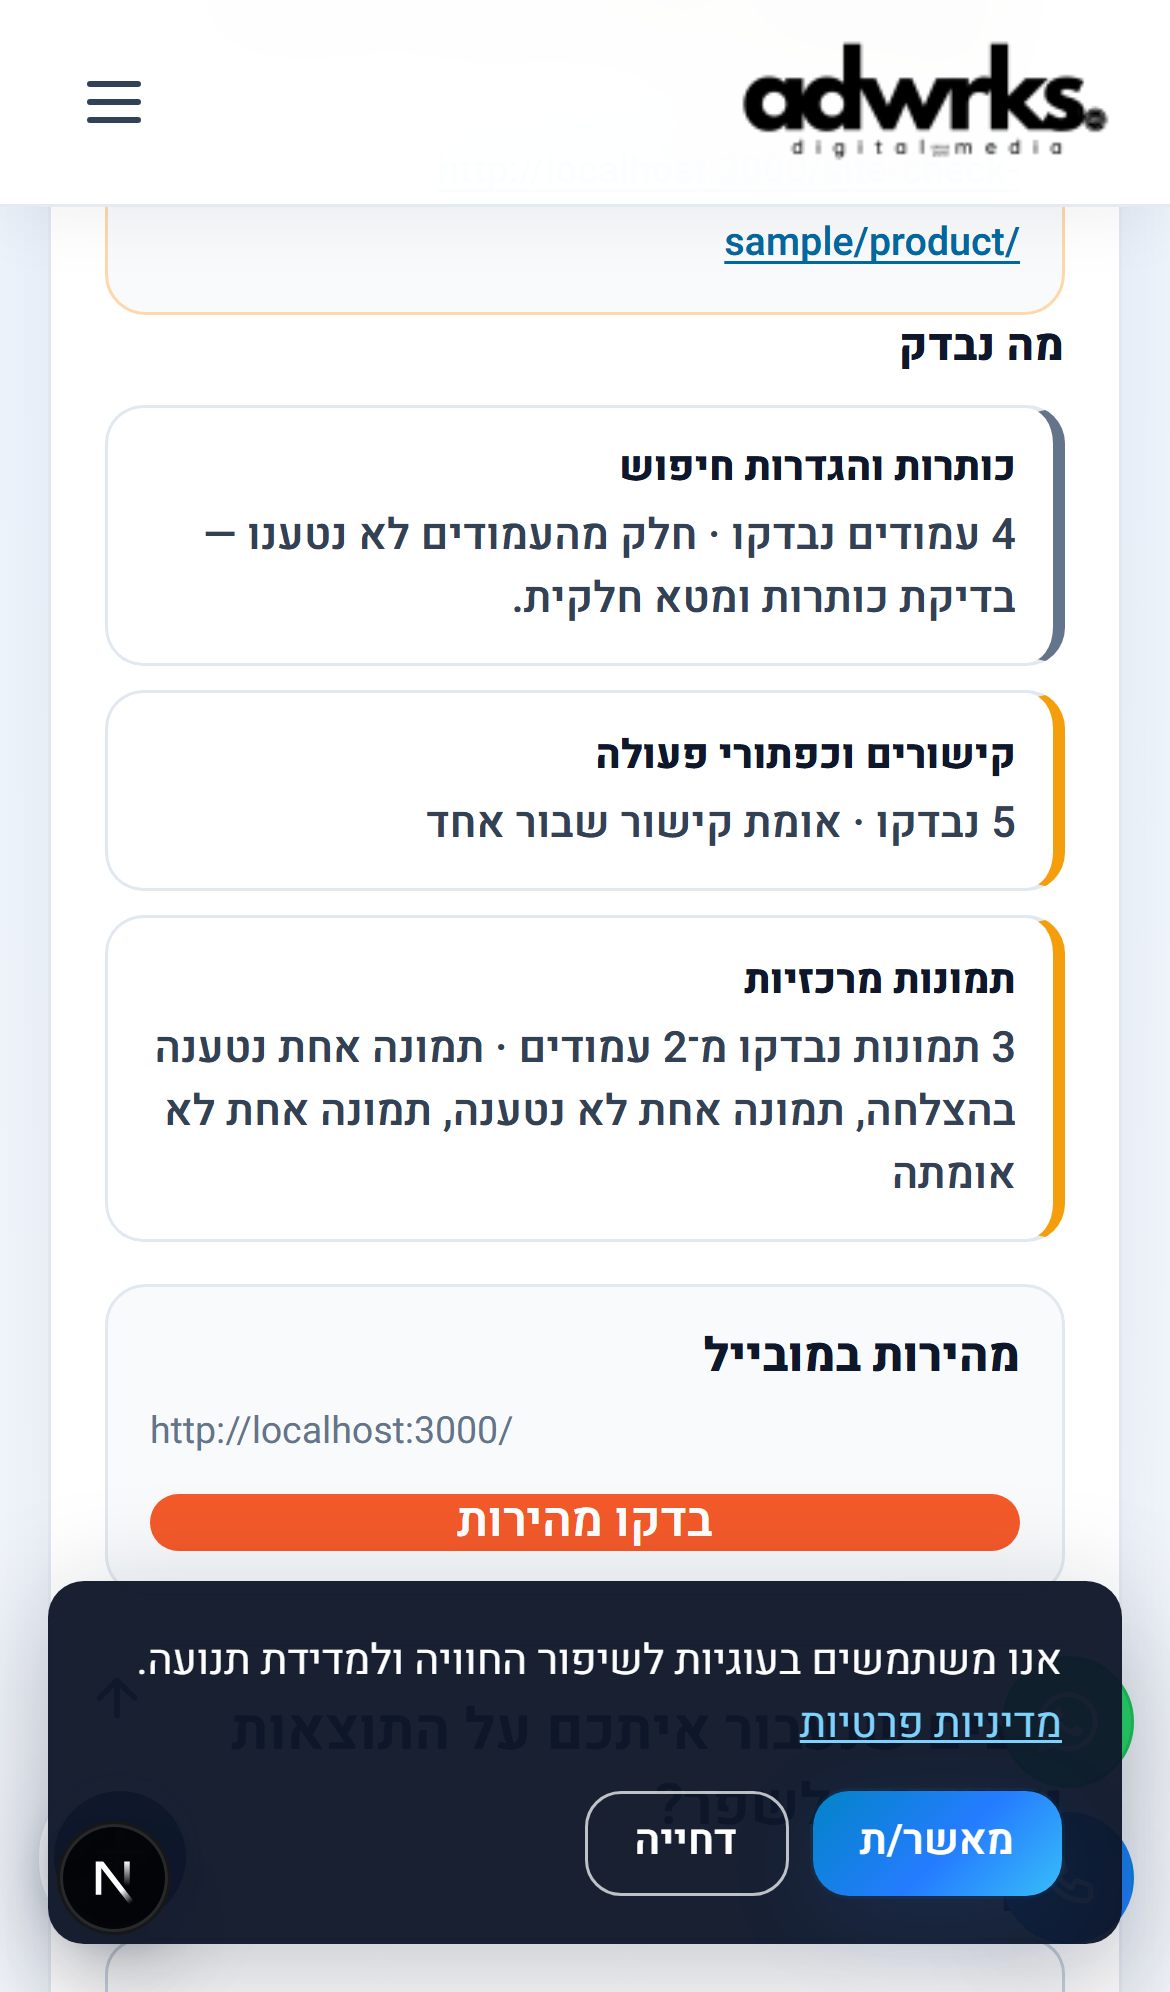 adwrks
digital media
sample/product/
מה נבדק
כותרות והגדרות חיפוש
4 עמודים נבדקו · חלק מהעמודים לא נטענו –
בדיקת כותרות ומטא חלקית.
קישורים וכפתורי פעולה
5 נבדקו · אומת קישור שבור אחד
תמונות מרכזיות
3 תמונות נבדקו מ־2 עמודים · תמונה אחת נטענה
בהצלחה, תמונה אחת לא נטענה, תמונה אחת לא
אומתה
מהירות במובייל
http://localhost:3000/
בדקו מהירות
אנו משתמשים בעוגיות לשיפור החוויה ולמדידת תנועה.
מדיניות פרטיות
איתכם על התוצאות
מאשר/ת
דחייה